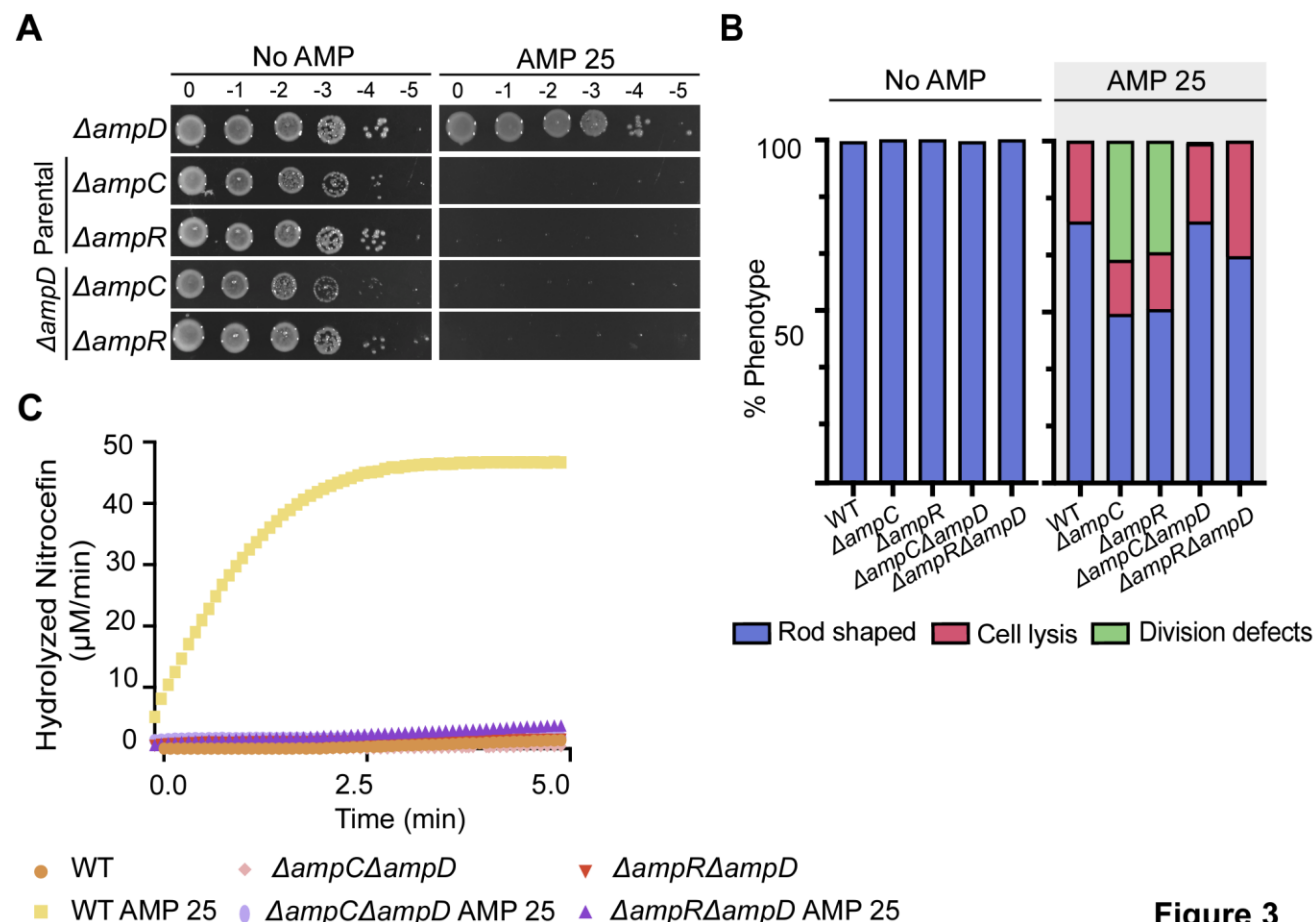 A
No AMP
AMP 25
0 -1 -2 -3 -4 -5
0 -1 -2 -3 -4 -5
ΔampD
Parental
ΔampC
ΔampR
ΔampD
ΔampC
ΔampR
B
No AMP
AMP 25
% Phenotype
100
50
WT
ΔampC
ΔampR
ΔampCΔampD
ΔampRΔampD
WT
ΔampC
ΔampR
ΔampCΔampD
ΔampRΔampD
Rod shaped
Cell lysis
Division defects
C
Hydrolyzed Nitrocefin
(µM/min)
50
40
30
20
10
0
0.0
2.5
5.0
Time (min)
WT
ΔampCΔampD
ΔampRΔampD
WT AMP 25
ΔampCΔampD AMP 25
ΔampRΔampD AMP 25
Figure 3